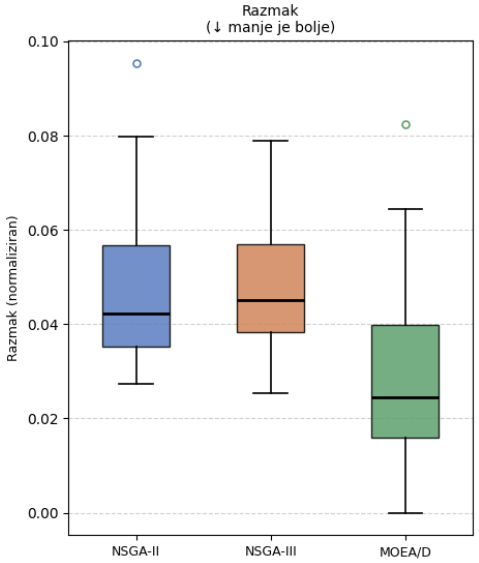 Razmak
(↓ manje je bolje)
Razmak (normaliziran)
0.10
0.08
0.06
0.04
0.02
0.00
NSGA-II
NSGA-III
MOEA/D